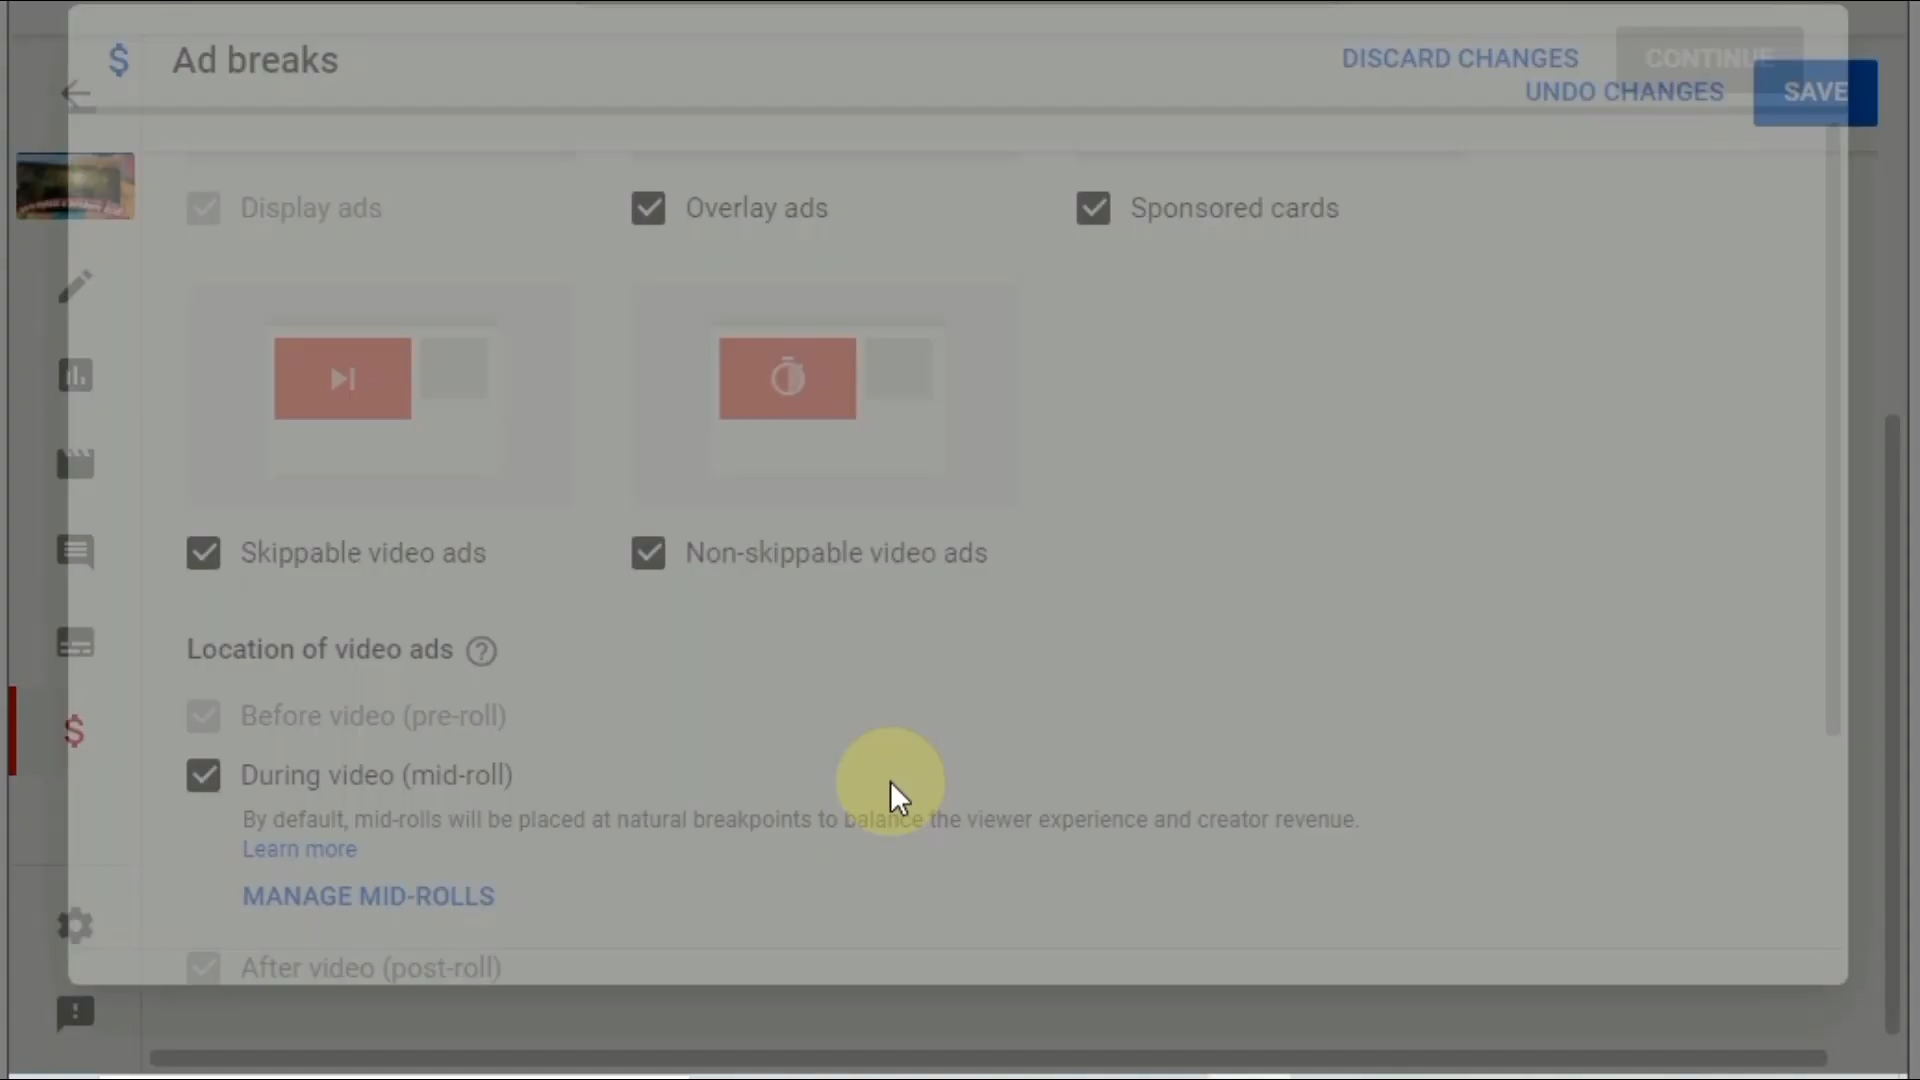 $ Ad breaks
DISCARD CHANGES
CONTINUE
UNDO CHANGES
SAVE
Display ads
Overlay ads
Sponsored cards
Skippable video ads
Non-skippable video ads
Location of video ads ?
Before video (pre-roll)
$
During video (mid-roll)
By default, mid-rolls will be placed at natural breakpoints to balance the viewer experience and creator revenue.
Learn more
MANAGE MID-ROLLS
After video (post-roll)